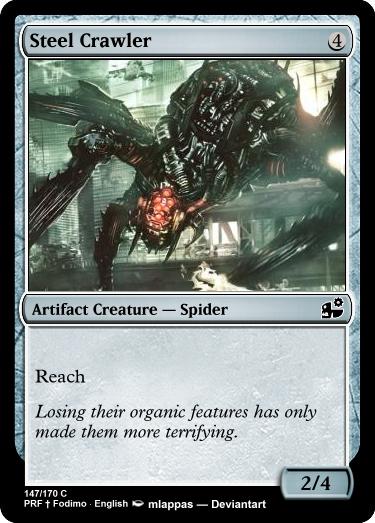 Steel Crawler 4
Artifact Creature — Spider
Reach
Losing their organic features has only
made them more terrifying.
2/4
147/170 C
PRF † Fodimo · English mlappas — Deviantart